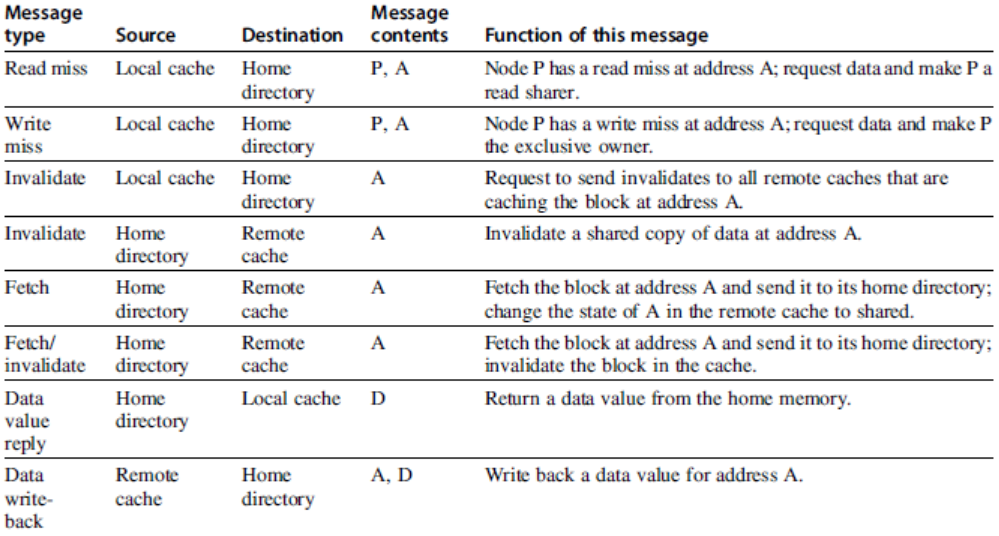 Message type Source Destination Message contents Function of this message
Read miss Local cache Home directory P, A Node P has a read miss at address A; request data and make P a read sharer.
Write miss Local cache Home directory P, A Node P has a write miss at address A; request data and make P the exclusive owner.
Invalidate Local cache Home directory A Request to send invalidates to all remote caches that are caching the block at address A.
Invalidate Home directory Remote cache A Invalidate a shared copy of data at address A.
Fetch Home directory Remote cache A Fetch the block at address A and send it to its home directory; change the state of A in the remote cache to shared.
Fetch/ invalidate Home directory Remote cache A Fetch the block at address A and send it to its home directory; invalidate the block in the cache.
Data value reply Home directory Local cache D Return a data value from the home memory.
Data write- back Remote cache Home directory A, D Write back a data value for address A.